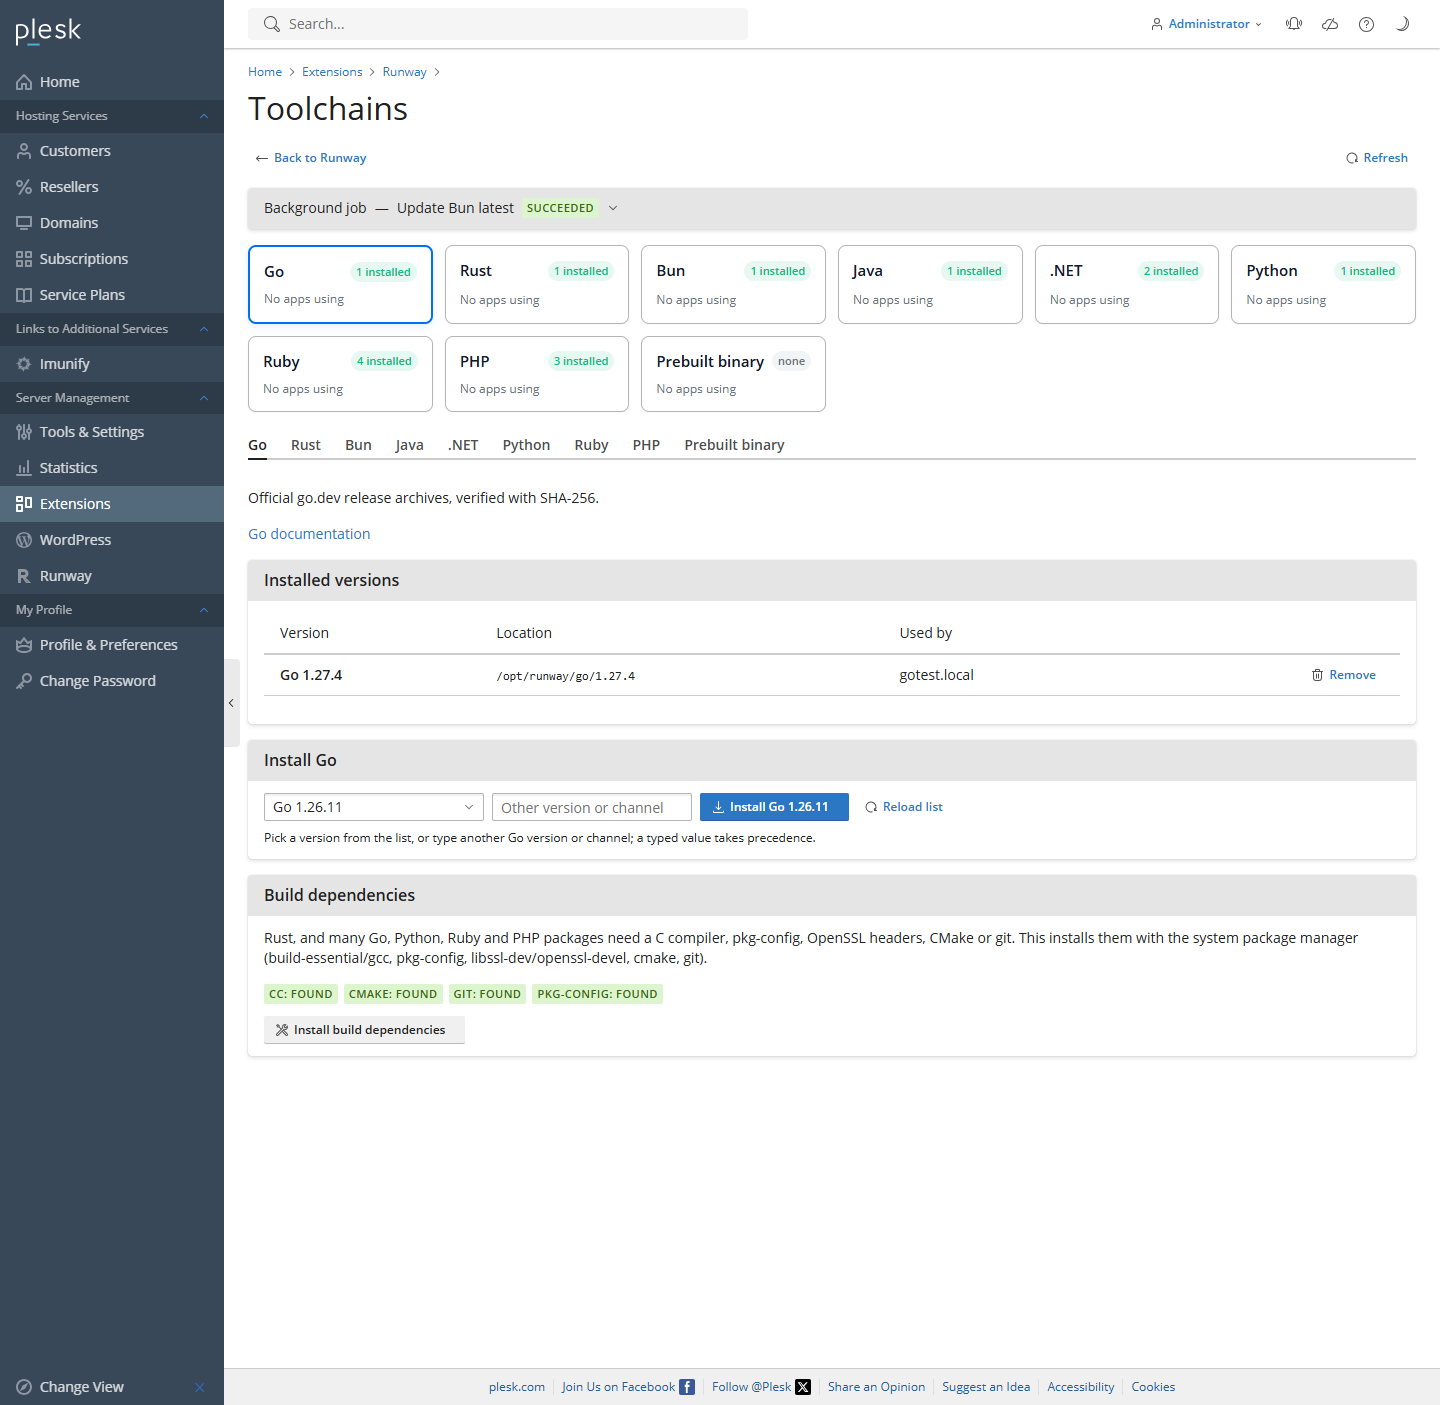 plesk
Search...
Administrator
Home
Hosting Services
Customers
Resellers
Domains
Subscriptions
Service Plans
Links to Additional Services
Imunify
Server Management
Tools & Settings
Statistics
Extensions
WordPress
Runway
My Profile
Profile & Preferences
Change Password
Change View
Home > Extensions > Runway >
Toolchains
← Back to Runway
Refresh
Background job — Update Bun latest SUCCEEDED
Go 1 installed
No apps using
Rust 1 installed
No apps using
Bun 1 installed
No apps using
Java 1 installed
No apps using
.NET 2 installed
No apps using
Python 1 installed
No apps using
Ruby 4 installed
No apps using
PHP 3 installed
No apps using
Prebuilt binary none
No apps using
Go Rust Bun Java .NET Python Ruby PHP Prebuilt binary
Official go.dev release archives, verified with SHA-256.
Go documentation
Installed versions
Version Location Used by
Go 1.27.4 /opt/runway/go/1.27.4 gotest.local Remove
Install Go
Go 1.26.11 Other version or channel Install Go 1.26.11 Reload list
Pick a version from the list, or type another Go version or channel; a typed value takes precedence.
Build dependencies
Rust, and many Go, Python, Ruby and PHP packages need a C compiler, pkg-config, OpenSSL headers, CMake or git. This installs them with the system package manager
(build-essential/gcc, pkg-config, libssl-dev/openssl-devel, cmake, git).
CC: FOUND CMAKE: FOUND GIT: FOUND PKG-CONFIG: FOUND
Install build dependencies
plesk.com Join Us on Facebook Follow @Plesk Share an Opinion Suggest an Idea Accessibility Cookies